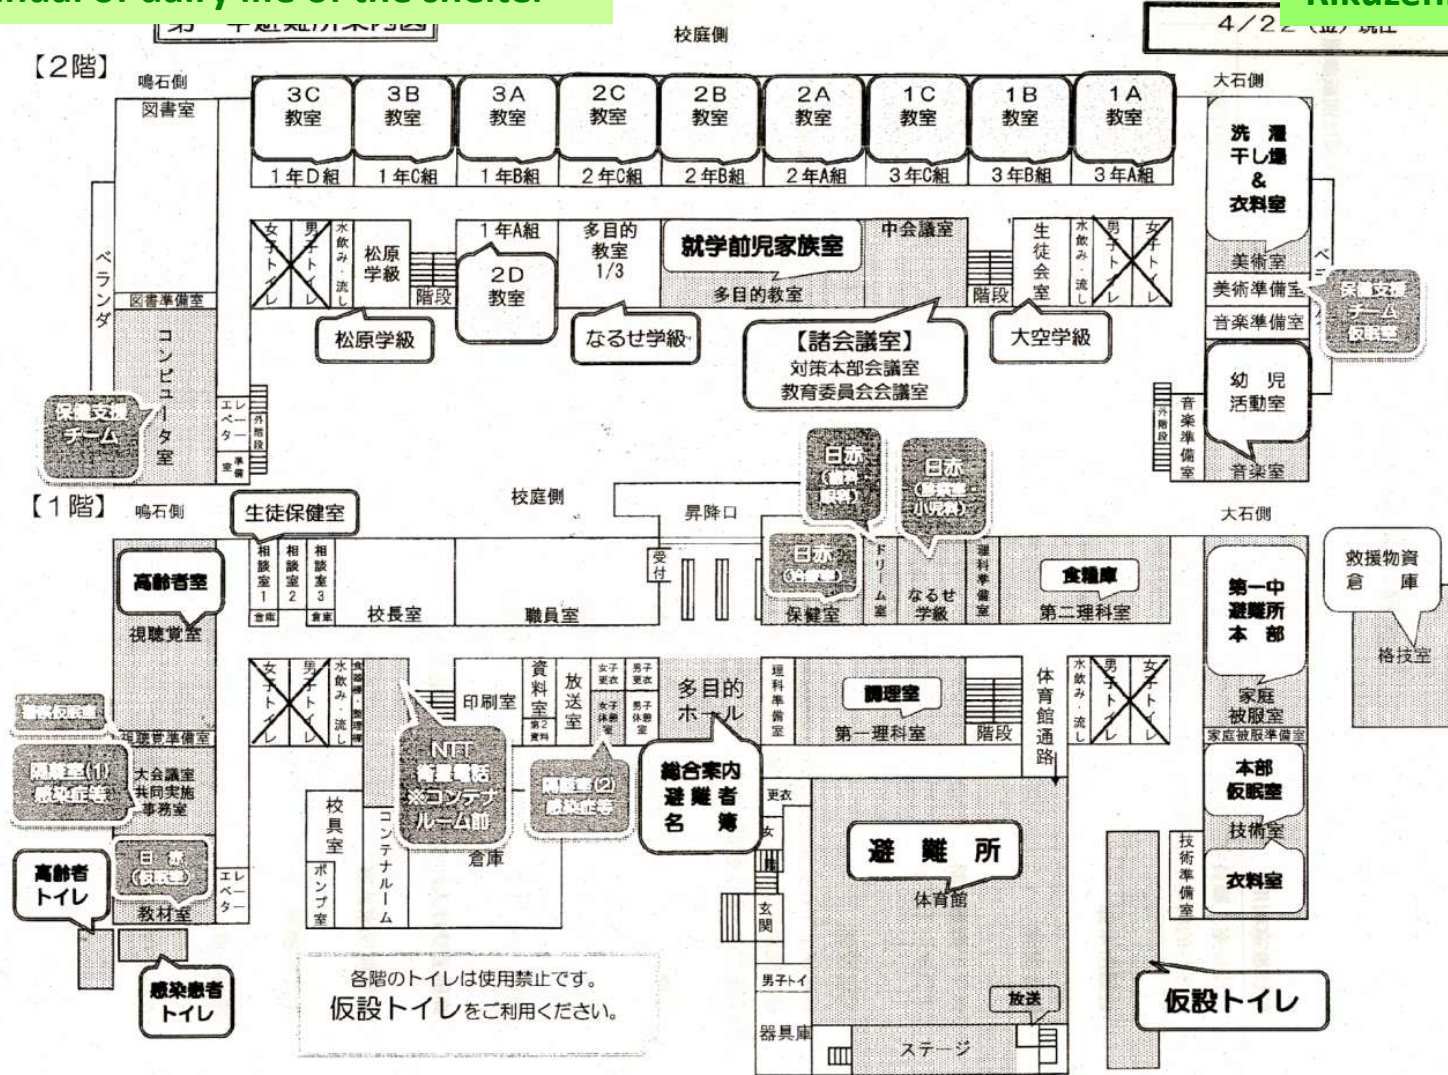 第一中避難所案内図
4/22（金）現在
校庭側
【2階】
鳴石側
大石側
図書室
3C
教室
3B
教室
3A
教室
2C
教室
2B
教室
2A
教室
1C
教室
1B
教室
1A
教室
1年D組
1年C組
1年B組
2年C組
2年B組
2年A組
3年C組
3年B組
3年A組
洗濯
干し場
&
衣料室
美術室
美術準備室
音楽準備室
保健支援
チーム
仮眠室
幼児
活動室
音楽室
音楽準備室
外階段
ベランダ
図書準備室
コンピュータ室
保健支援
チーム
エレベーター
準備室
外階段
女子トイレ
男子トイレ
水飲み・流し
松原
学級
階段
松原学級
1年A組
2D
教室
多目的
教室
1/3
なるせ学級
就学前児家族室
多目的教室
中会議室
【諸会議室】
対策本部会議室
教育委員会会議室
階段
生徒会室
大空学級
水飲み・流し
男子トイレ
女子トイレ
【1階】
鳴石側
校庭側
大石側
生徒保健室
相談室1
相談室2
相談室3
倉庫
倉庫
校長室
職員室
受付
昇降口
日赤
日赤
小児科)
日赤
保健室
ドリーム室
なるせ
学級
理科準備室
食糧庫
第二理科室
第一中
避難所
本部
家庭
被服室
家庭被服準備室
救援物資
倉庫
格技室
高齢者室
視聴覚室
視聴覚準備室
隔離室(1)
感染症等
大会議室
共同実施
事務室
日赤
(仮眠室)
教材室
エレベーター
高齢者
トイレ
感染患者
トイレ
女子トイレ
男子トイレ
水飲み・流し
NTT
衛星電話
※コンテナ
ルーム前
コンテナルーム
校具室
ポンプ室
倉庫
印刷室
資料室
第2
資料
放送室
女子
更衣
男子
更衣
女子
休憩
室
男子
休憩
室
隔離室(2)
感染症等
多目的
ホール
総合案内
避難者
名簿
理科準備室
調理室
第一理科室
階段
体育館通路
水飲み・流し
男子トイレ
女子トイレ
本部
仮眠室
技術室
衣料室
技術準備室
更衣
玄関
男子トイ
器具庫
避難所
体育館
放送
ステージ
仮設トイレ
各階のトイレは使用禁止です。
仮設トイレをご利用ください。